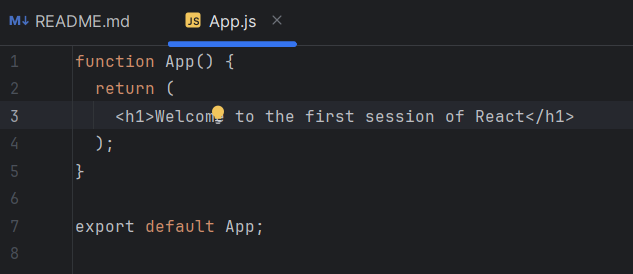 M↓ README.md JS App.js ×
1 function App() {
2 return (
3 <h1>Welcome to the first session of React</h1>
4 );
5 }
6
7 export default App;
8